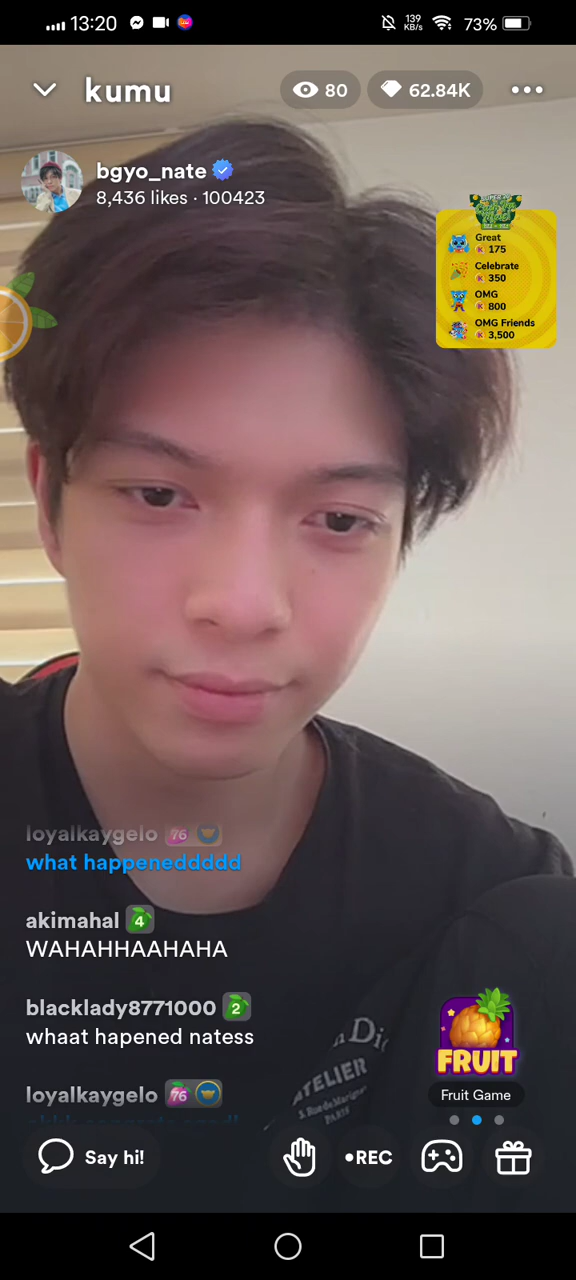 13:20
139
KB/s
73%
kumu
80
62.84K
bgyo_nate
8,436 likes · 100423
Great
175
Celebrate
350
OMG
800
OMG Friends
3,500
loyalkaygelo 76
what happeneddddd
akimahal 4
WAHAHHAAHAHA
blacklady8771000 2
whaat hapened natess
loyalkaygelo 76
ATELIER
PARIS
FRUIT
Fruit Game
Say hi!
•REC